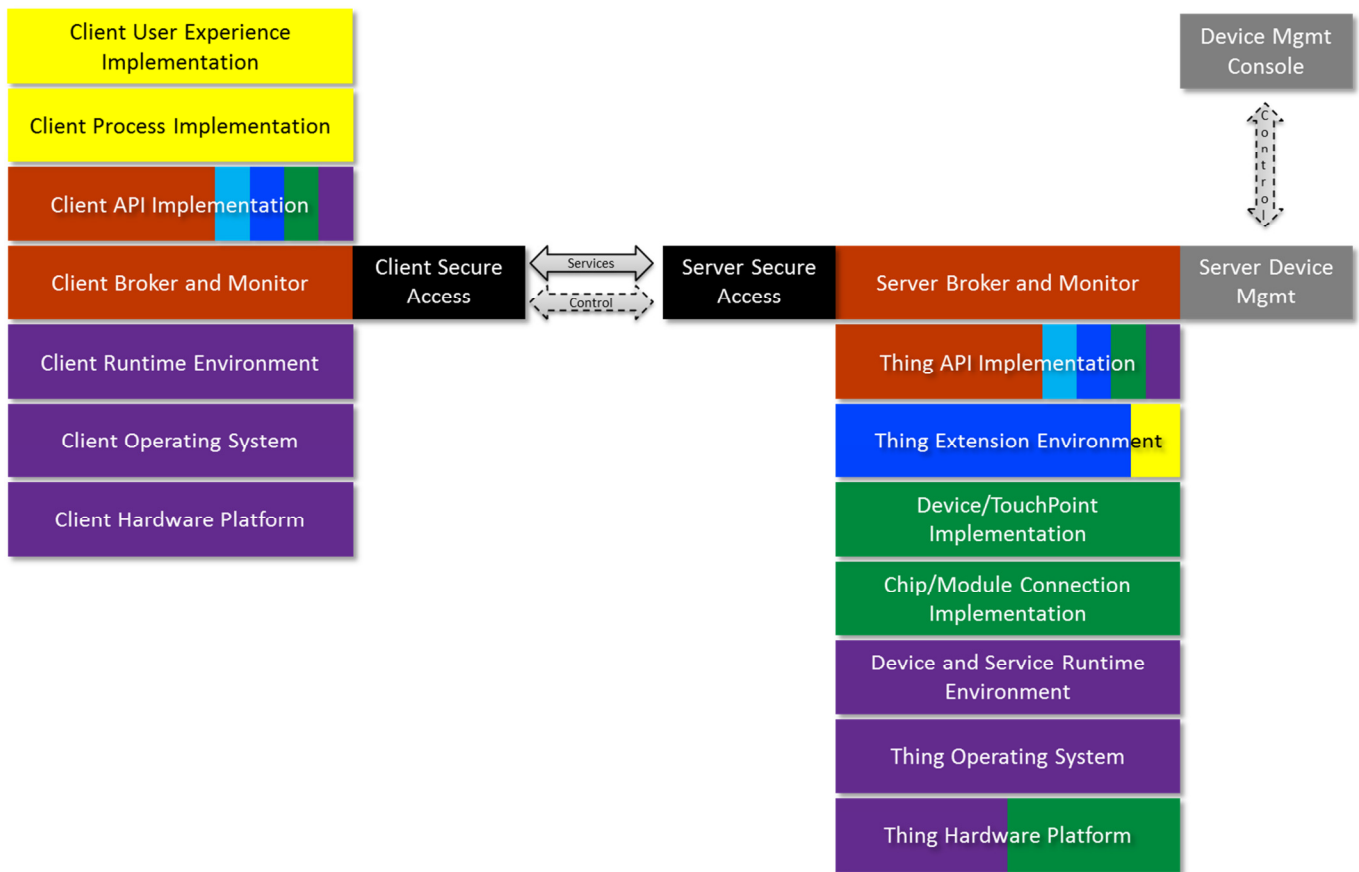 Client User Experience
Implementation
Client Process Implementation
Client API Implementation
Client Broker and Monitor
Client Secure
Access
Client Runtime Environment
Client Operating System
Client Hardware Platform
Services
Control
Device Mgmt
Console
Control
Server Secure
Access
Server Broker and Monitor
Server Device
Mgmt
Thing API Implementation
Thing Extension Environment
Device/TouchPoint
Implementation
Chip/Module Connection
Implementation
Device and Service Runtime
Environment
Thing Operating System
Thing Hardware Platform